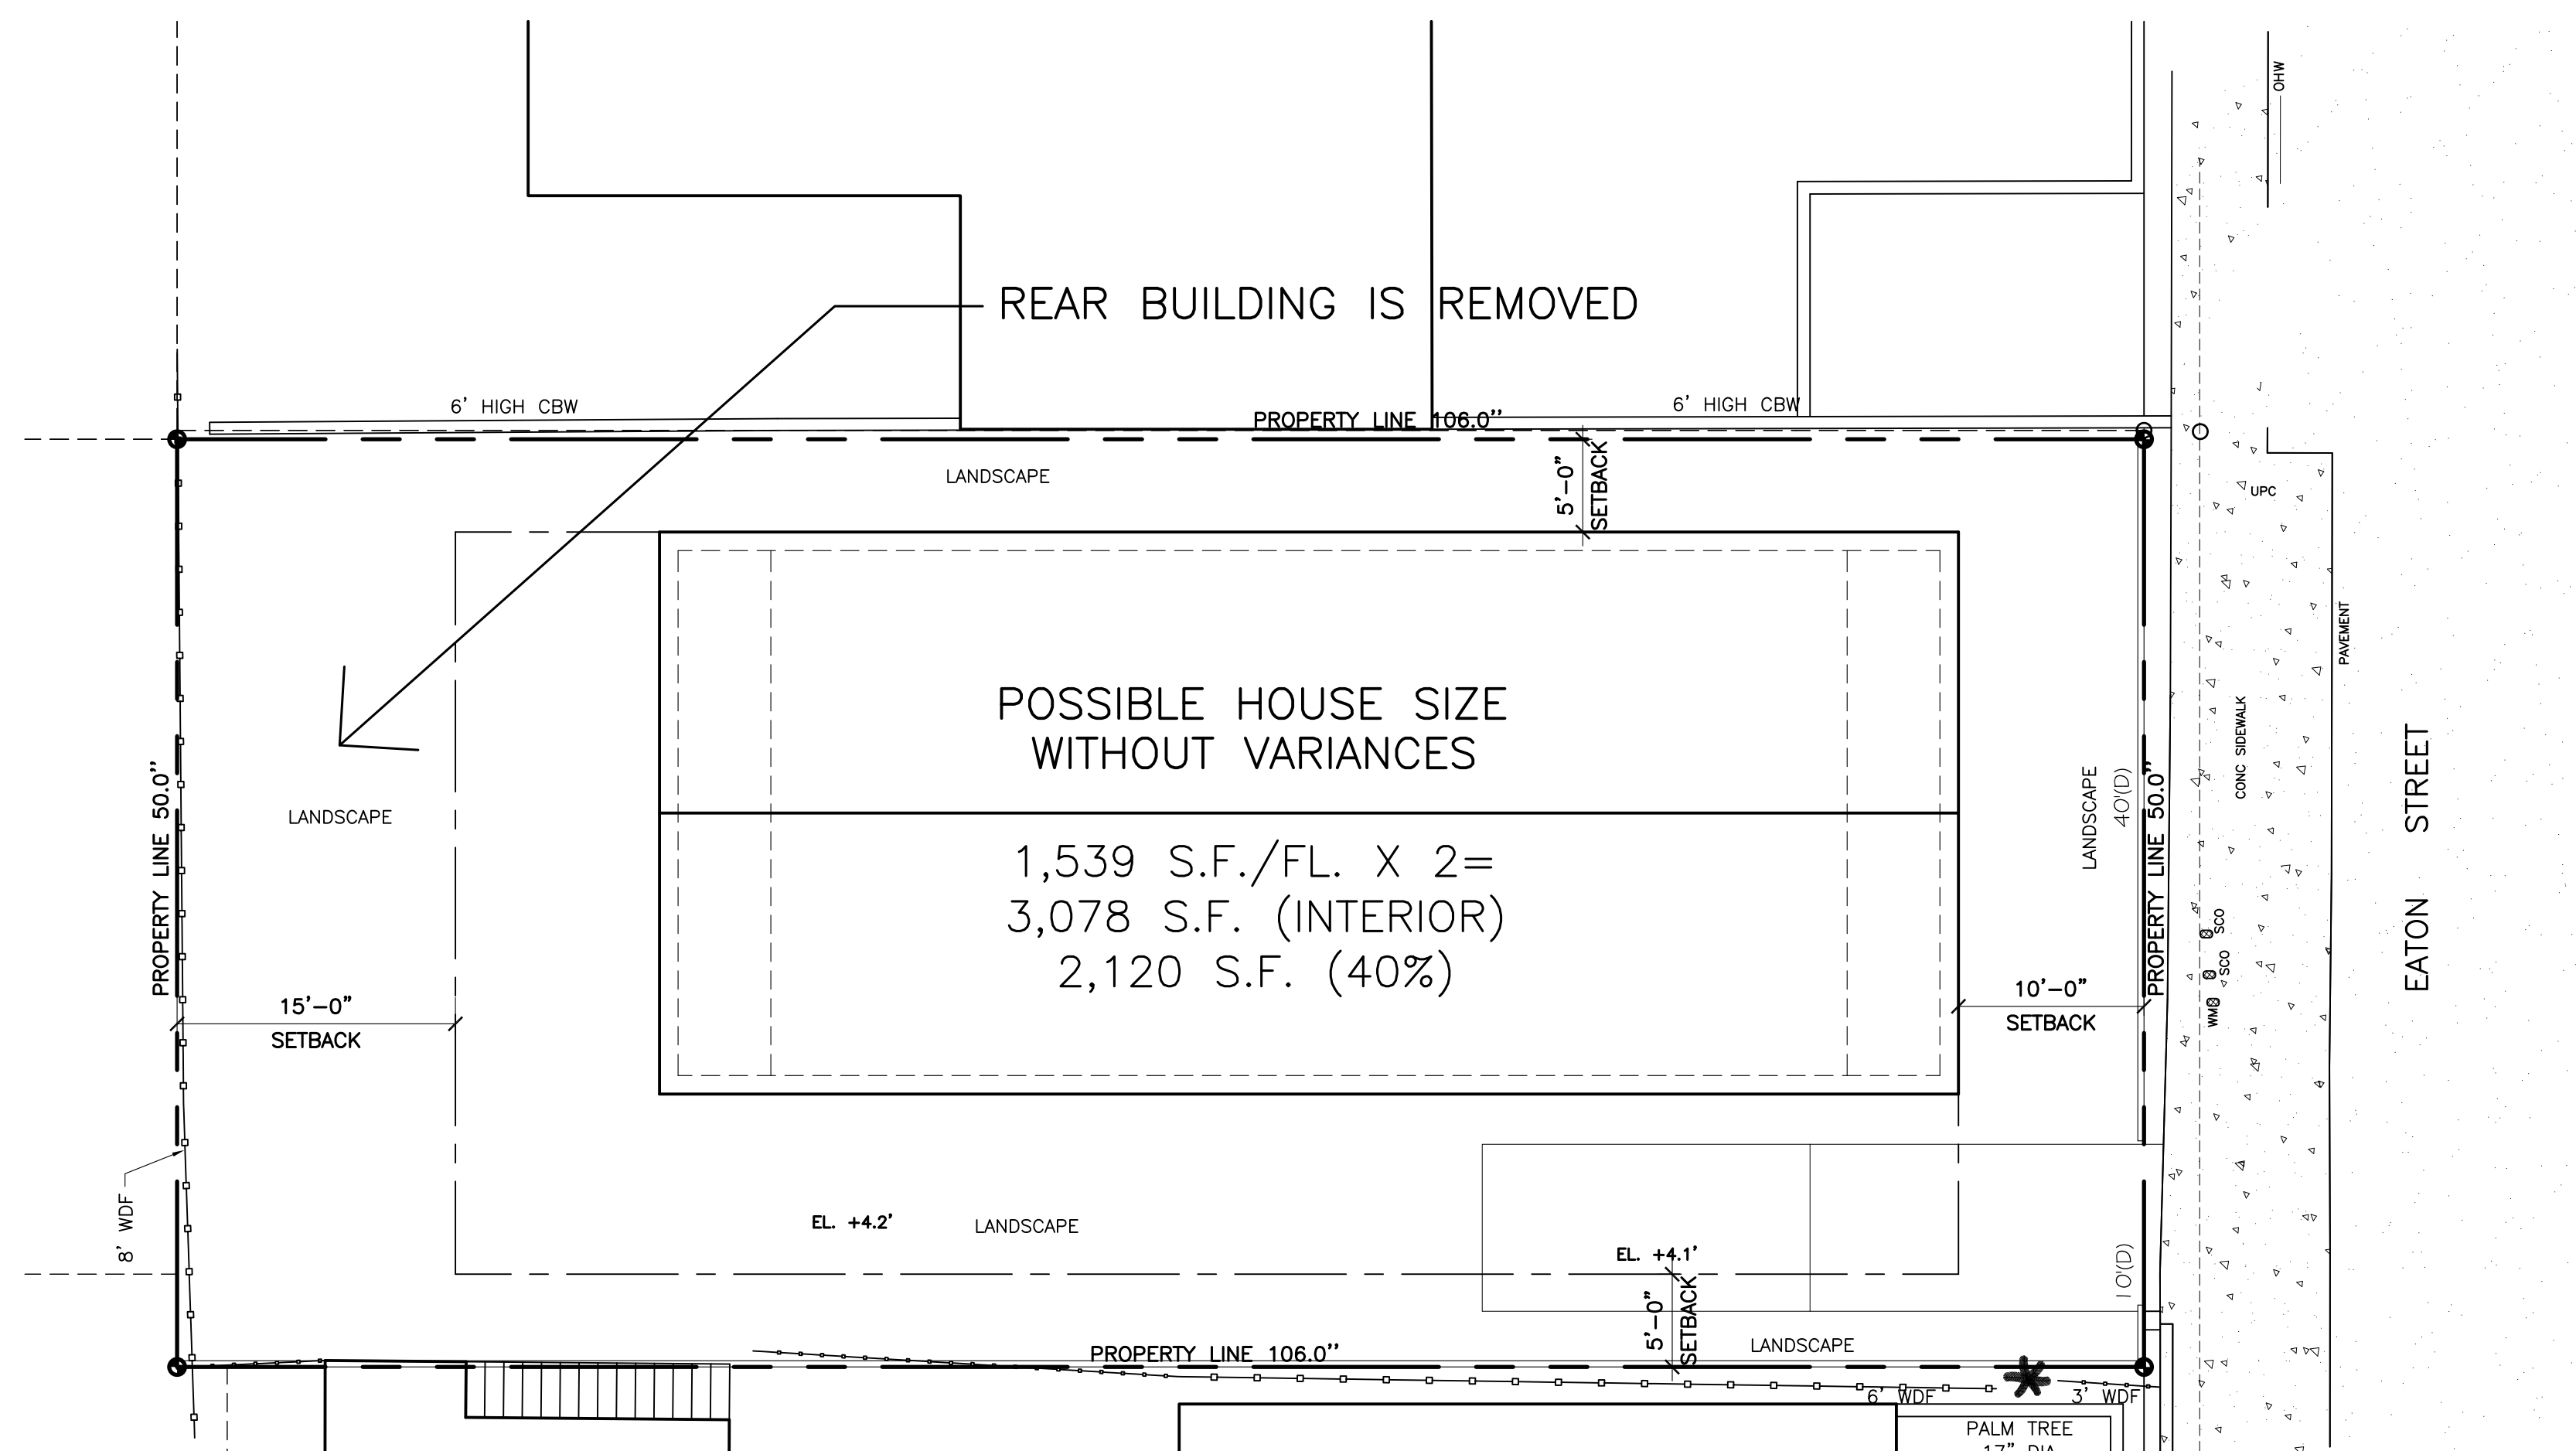 OHW
REAR BUILDING IS REMOVED
6' HIGH CBW
PROPERTY LINE 106.0''
6' HIGH CBW
LANDSCAPE
5'-0"
SETBACK
UPC
PAVEMENT
POSSIBLE HOUSE SIZE
WITHOUT VARIANCES
CONC SIDEWALK
EATON STREET
PROPERTY LINE 50.0''
LANDSCAPE
LANDSCAPE
40'(D)
PROPERTY LINE 50.0''
1,539 S.F./FL. X 2=
3,078 S.F. (INTERIOR)
2,120 S.F. (40%)
SCO
SCO
WM
15'-0"
SETBACK
10'-0"
SETBACK
8' WDF
EL. +4.2'
LANDSCAPE
EL. +4.1'
10'(D)
5'-0"
SETBACK
PROPERTY LINE 106.0''
LANDSCAPE
6' WDF
3' WDF
PALM TREE
17" DIA